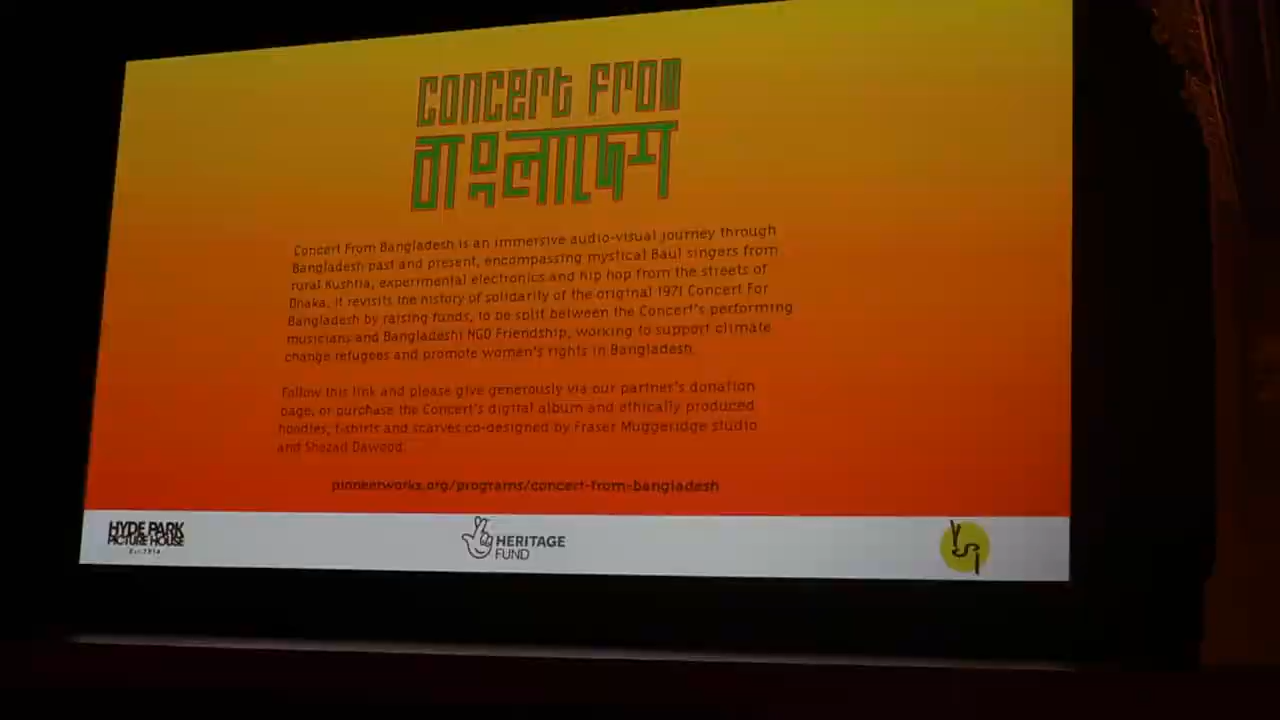 Concert From
বাংলাদেশ
Concert From Bangladesh is an immersive audio-visual journey through
Bangladesh past and present, encompassing mystical Baul singers from
rural Kushtia, experimental electronics and hip hop from the streets of
Dhaka. It revisits the history of solidarity of the original 1971 Concert For
Bangladesh by raising funds, to be split between the Concert's performing
musicians and Bangladeshi NGO Friendship, working to support climate
change refugees and promote women's rights in Bangladesh.
Follow this link and please give generously via our partner's donation
page, or purchase the Concert's digital album and ethically produced
hoodies, t-shirts and scarves co-designed by Fraser Muggeridge studio
and Shezad Dawood.
pioneerworks.org/programs/concert-from-bangladesh
HYDE PARK
PICTURE HOUSE
Est. 1914
HERITAGE
FUND